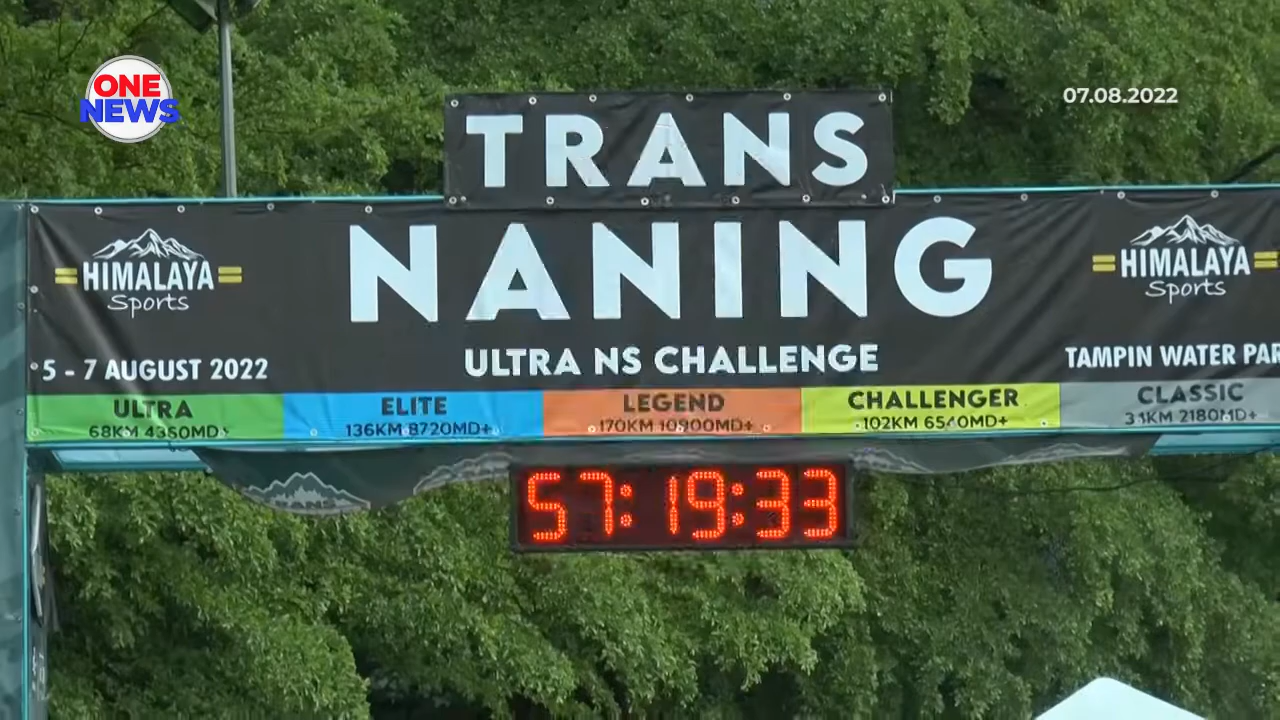 ONE
NEWS
07.08.2022
TRANS
NANING
HIMALAYA
Sports
HIMALAYA
Sports
5 - 7 AUGUST 2022
ULTRA NS CHALLENGE
TAMPIN WATER PAR
ULTRA
68KM 4350MD+
ELITE
136KM 8720MD+
LEGEND
170KM 10900MD+
CHALLENGER
102KM 6540MD+
CLASSIC
34KM 2180MD+
57:19:33